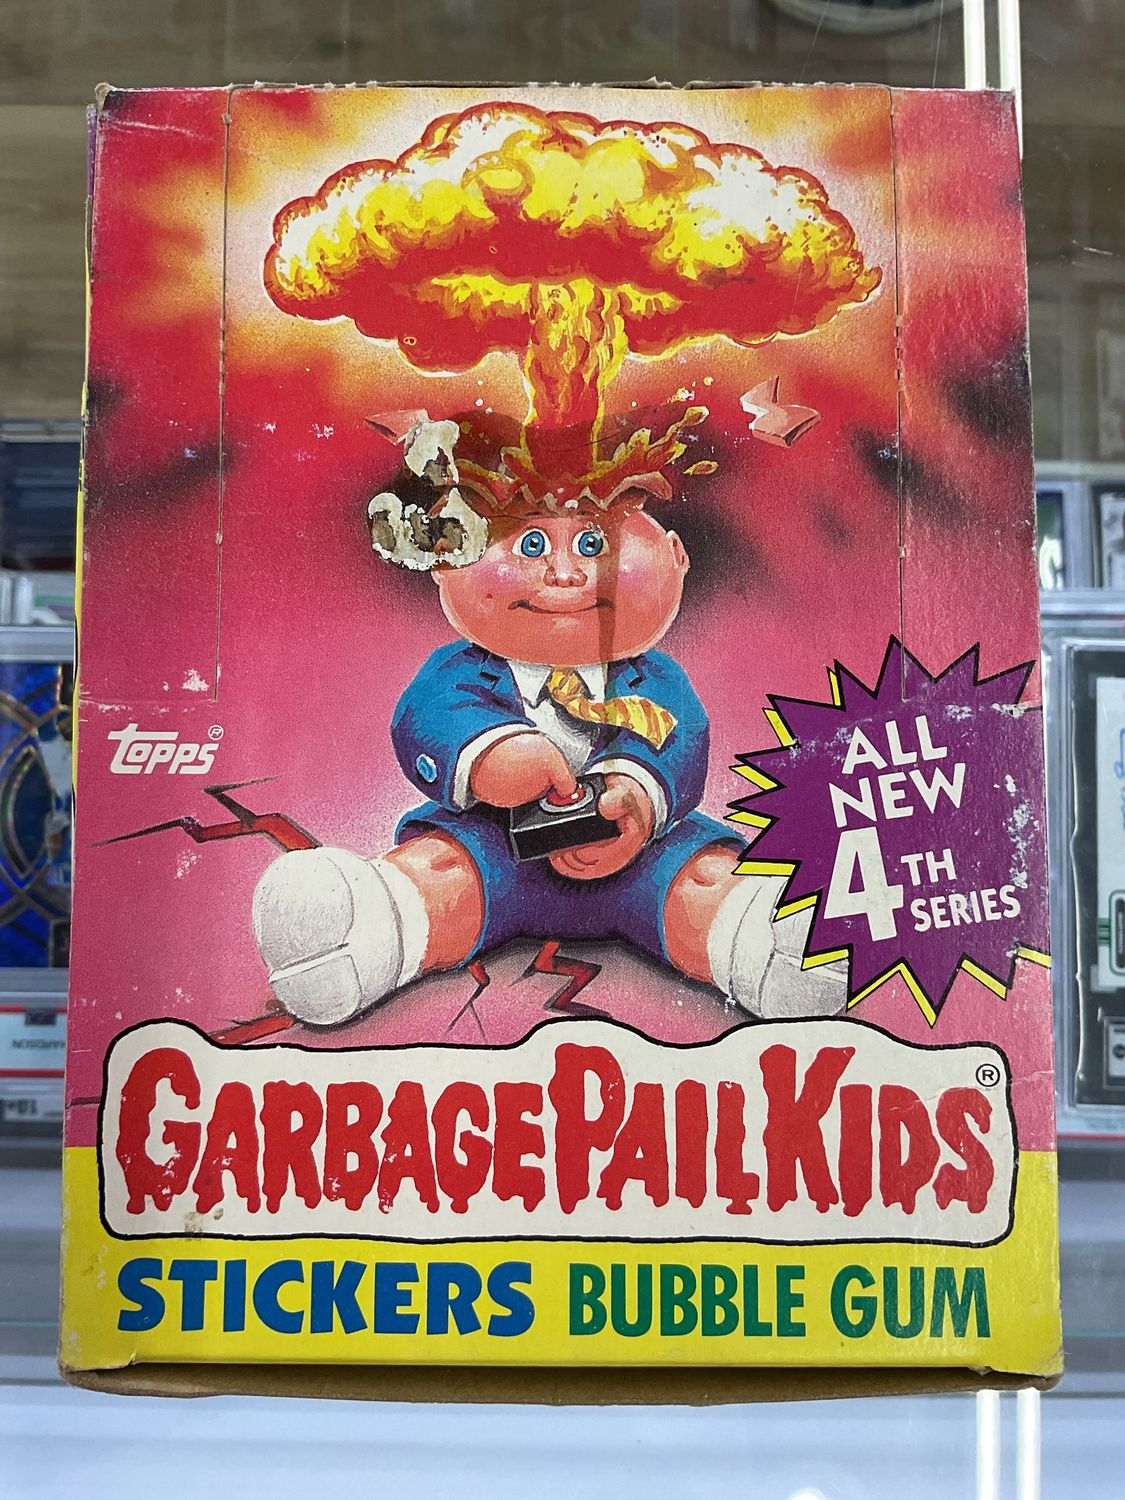 topps®
ALL
NEW
4TH
SERIES
GARBAGE PAIL KIDS®
STICKERS BUBBLE GUM